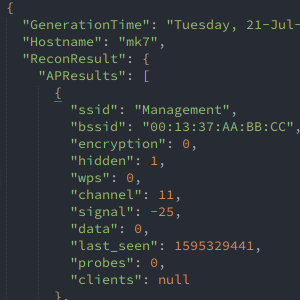 {
"GenerationTime": "Tuesday, 21-Jul-
"Hostname": "mk7",
"ReconResult": {
"APResults": [
{
"ssid": "Management",
"bssid": "00:13:37:AA:BB:CC",
"encryption": 0,
"hidden": 1,
"wps": 0,
"channel": 11,
"signal": -25,
"data": 0,
"last_seen": 1595329441,
"probes": 0,
"clients": null
},